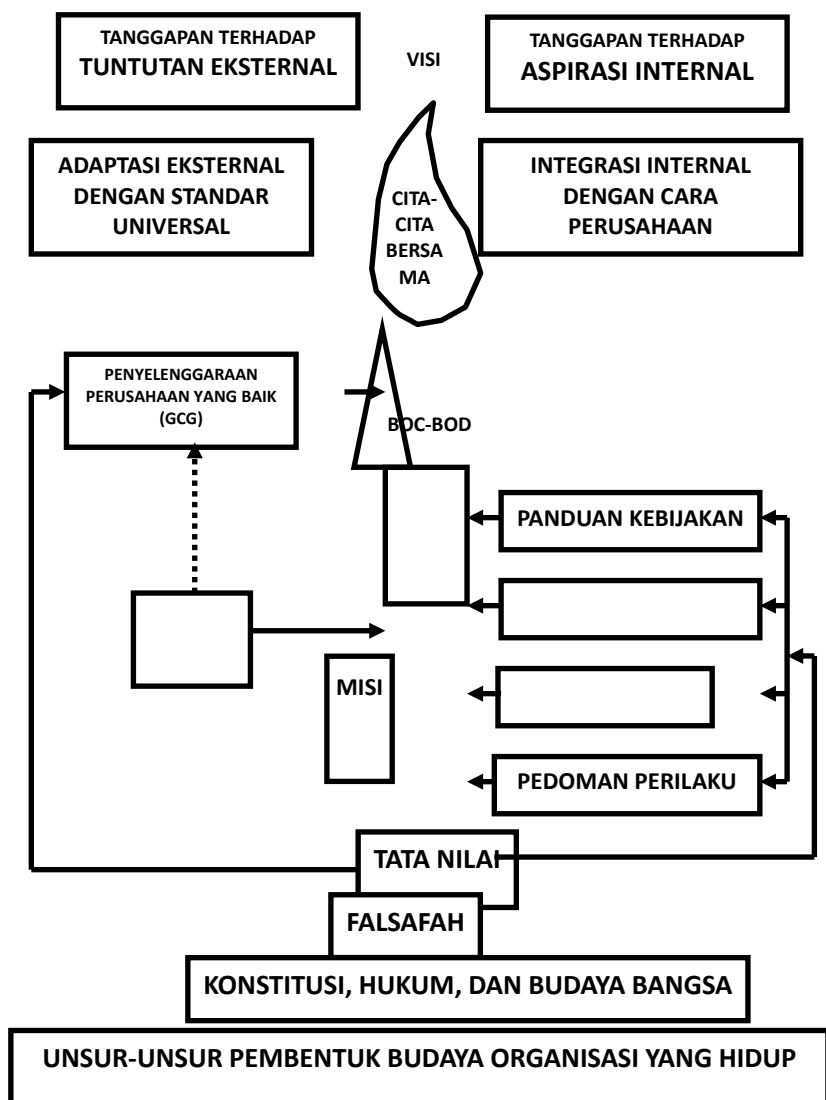 TANGGAPAN TERHADAP
TUNTUTAN EKSTERNAL
VISI
TANGGAPAN TERHADAP
ASPIRASI INTERNAL
ADAPTASI EKSTERNAL
DENGAN STANDAR
UNIVERSAL
CITA-
CITA
BERSA
MA
INTEGRASI INTERNAL
DENGAN CARA
PERUSAHAAN
PENYELENGGARAAN
PERUSAHAAN YANG BAIK
(GCG)
BOC-BOD
PANDUAN KEBIJAKAN
MISI
PEDOMAN PERILAKU
TATA NILAI
FALSAFAH
KONSTITUSI, HUKUM, DAN BUDAYA BANGSA
UNSUR-UNSUR PEMBENTUK BUDAYA ORGANISASI YANG HIDUP